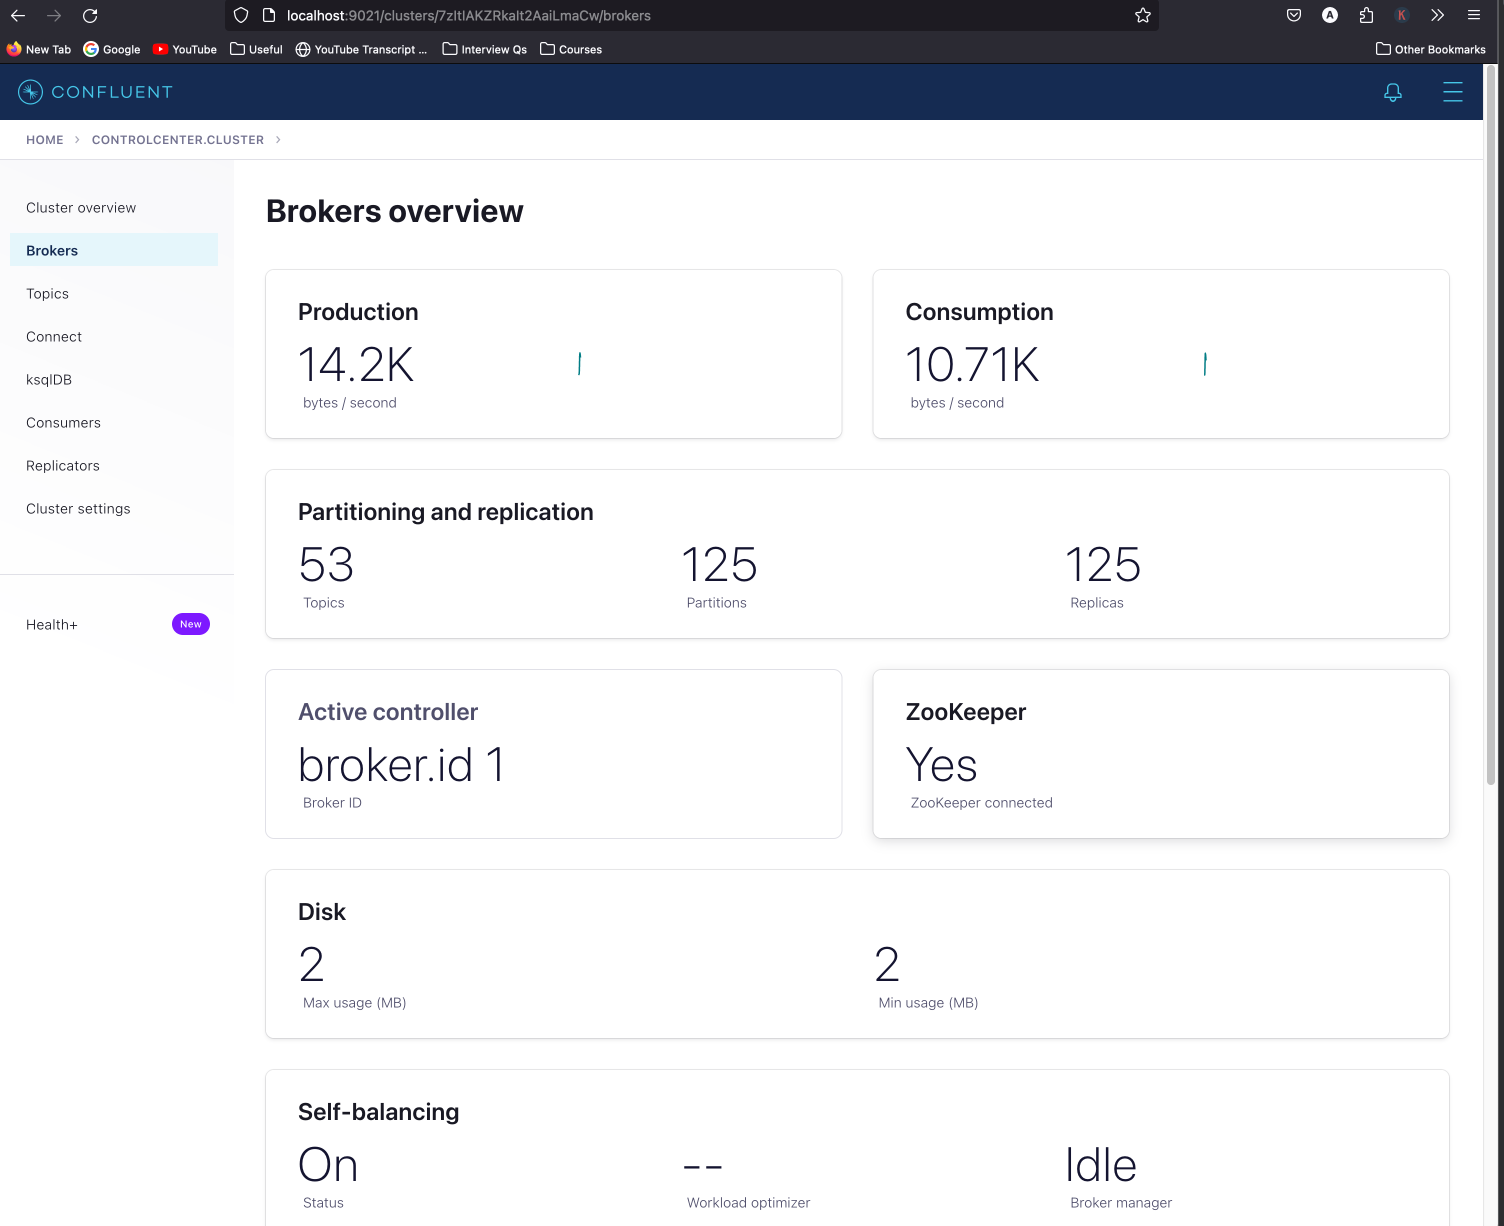 localhost:9021/clusters/7zItlAKZRkalt2AaiLmaCw/brokers
A
K
New Tab Google YouTube Useful YouTube Transcript ... Interview Qs Courses Other Bookmarks
CONFLUENT
HOME > CONTROLCENTER.CLUSTER >
Cluster overview
Brokers
Topics
Connect
ksqlDB
Consumers
Replicators
Cluster settings
Health+ New
Brokers overview
Production
14.2K
bytes / second
Consumption
10.71K
bytes / second
Partitioning and replication
53
Topics
125
Partitions
125
Replicas
Active controller
broker.id 1
Broker ID
ZooKeeper
Yes
ZooKeeper connected
Disk
2
Max usage (MB)
2
Min usage (MB)
Self-balancing
On
Status
--
Workload optimizer
Idle
Broker manager